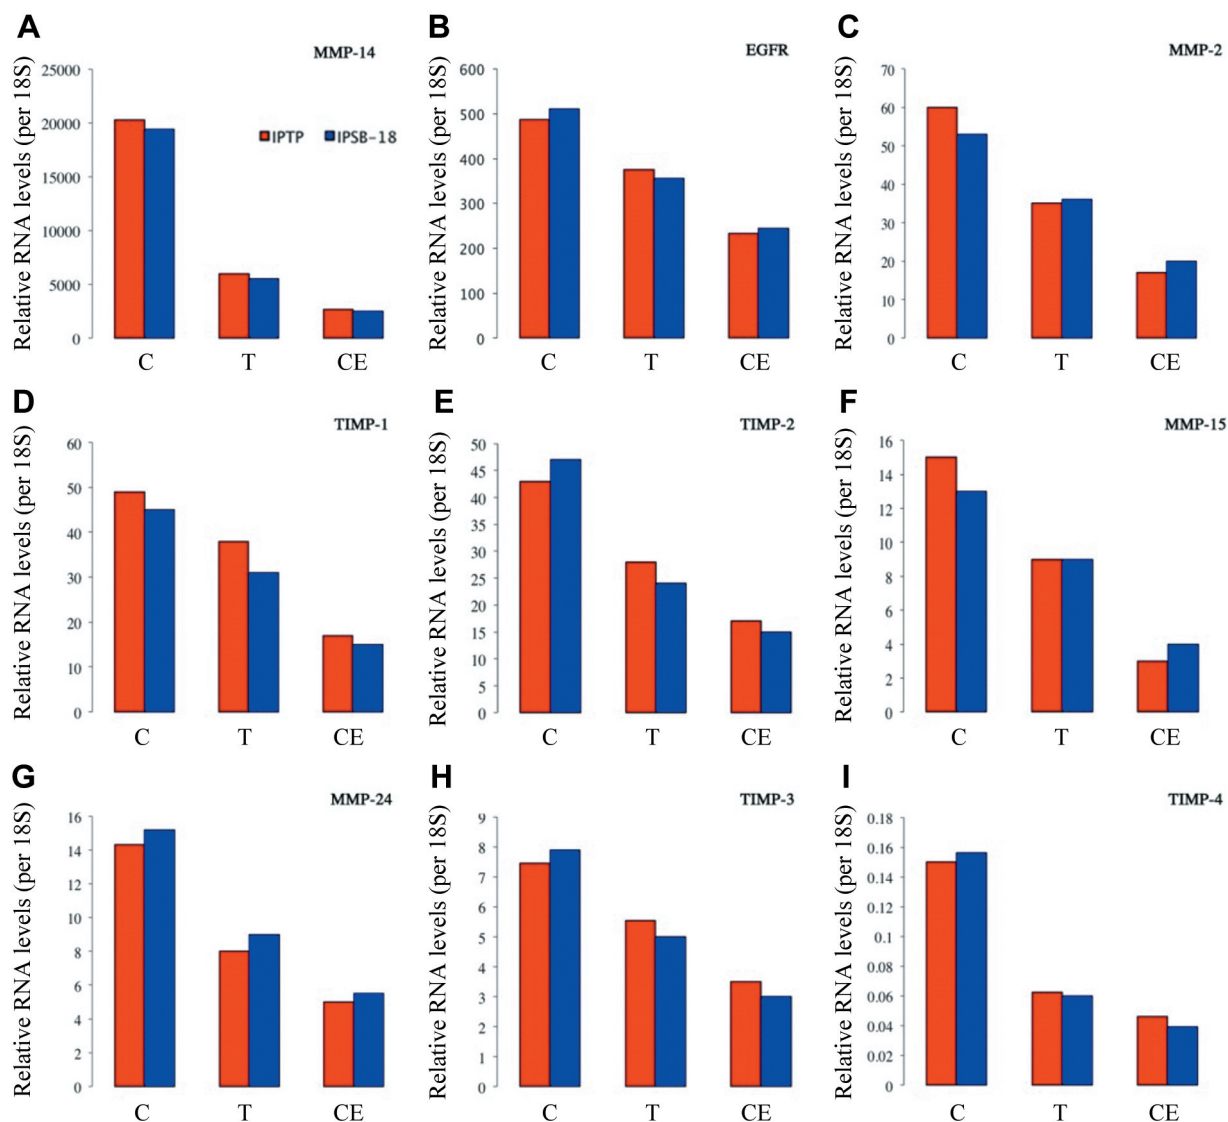 A
MMP-14
Relative RNA levels (per 18S)
25000
20000
15000
10000
5000
0
IPTP IPSB-18
C T CE
B
EGFR
Relative RNA levels (per 18S)
600
500
400
300
200
100
0
C T CE
C
MMP-2
Relative RNA levels (per 18S)
70
60
50
40
30
20
10
0
C T CE
D
TIMP-1
Relative RNA levels (per 18S)
60
50
40
30
20
10
0
C T CE
E
TIMP-2
Relative RNA levels (per 18S)
50
45
40
35
30
25
20
15
10
5
0
C T CE
F
MMP-15
Relative RNA levels (per 18S)
16
14
12
10
8
6
4
2
0
C T CE
G
MMP-24
Relative RNA levels (per 18S)
16
14
12
10
8
6
4
2
0
C T CE
H
TIMP-3
Relative RNA levels (per 18S)
9
8
7
6
5
4
3
2
1
0
C T CE
I
TIMP-4
Relative RNA levels (per 18S)
0.18
0.16
0.14
0.12
0.1
0.08
0.06
0.04
0.02
0
C T CE